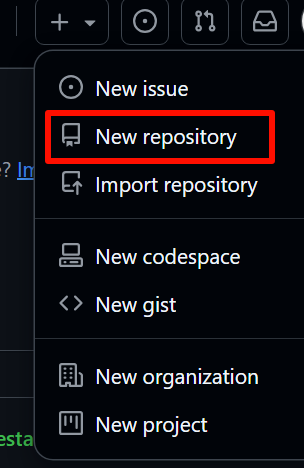 New issue
? Im
New repository
Import repository
New codespace
New gist
New organization
New project
esta